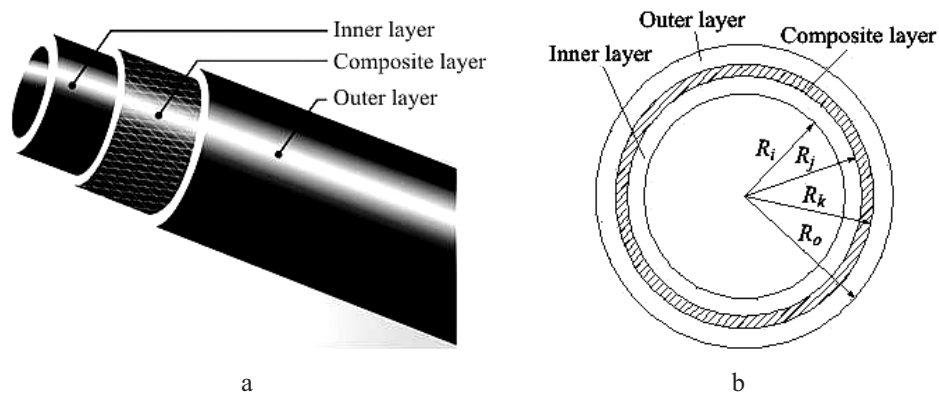 Inner layer
Composite layer
Outer layer
a
Outer layer
Composite layer
Inner layer
R_i
R_j
R_k
R_o
b